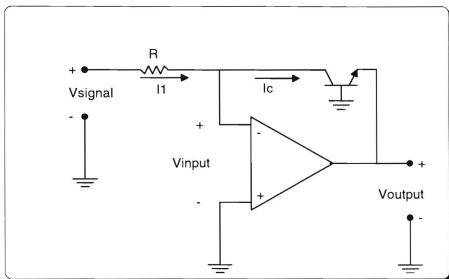 R
+
I1
Ic
Vsignal
-
+
-
Vinput
+
-
+
Voutput
-